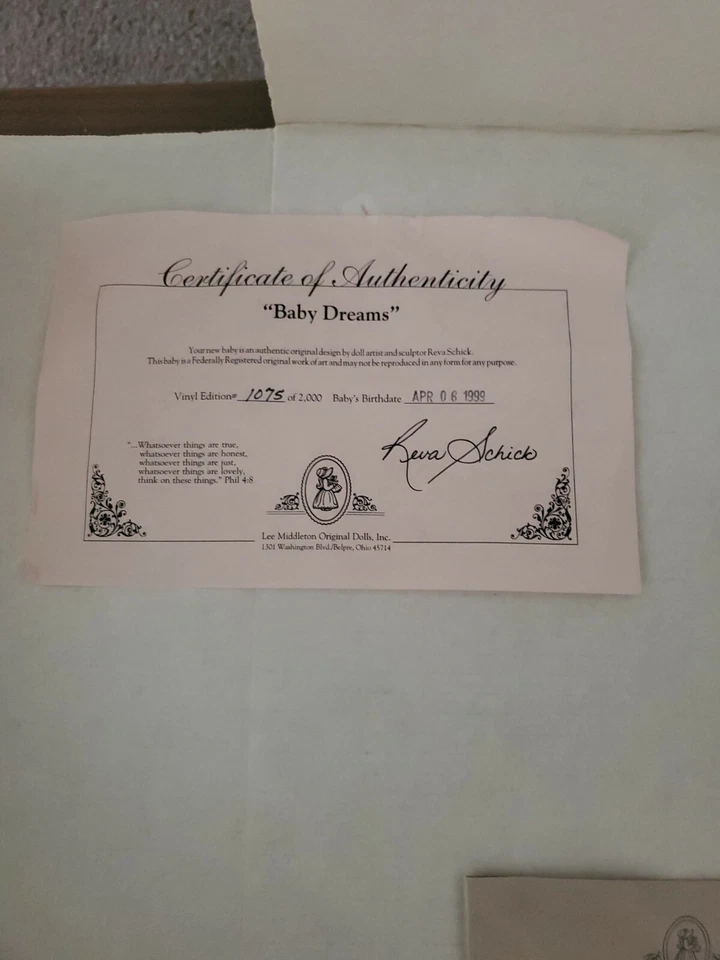 Certificate of Authenticity
"Baby Dreams"
Your new baby is an authentic original design by doll artist and sculptor Reva Schick.
This baby is a Federally Registered original work of art and may not be reproduced in any form for any purpose.
Vinyl Edition# 1075 of 2,000 Baby's Birthdate APR 06 1999
"...Whatsoever things are true,
whatsoever things are honest,
whatsoever things are just,
whatsoever things are lovely,
think on these things." Phil 4:8
Reva Schick
Lee Middleton Original Dolls, Inc.
1301 Washington Blvd./Belpre, Ohio 45714